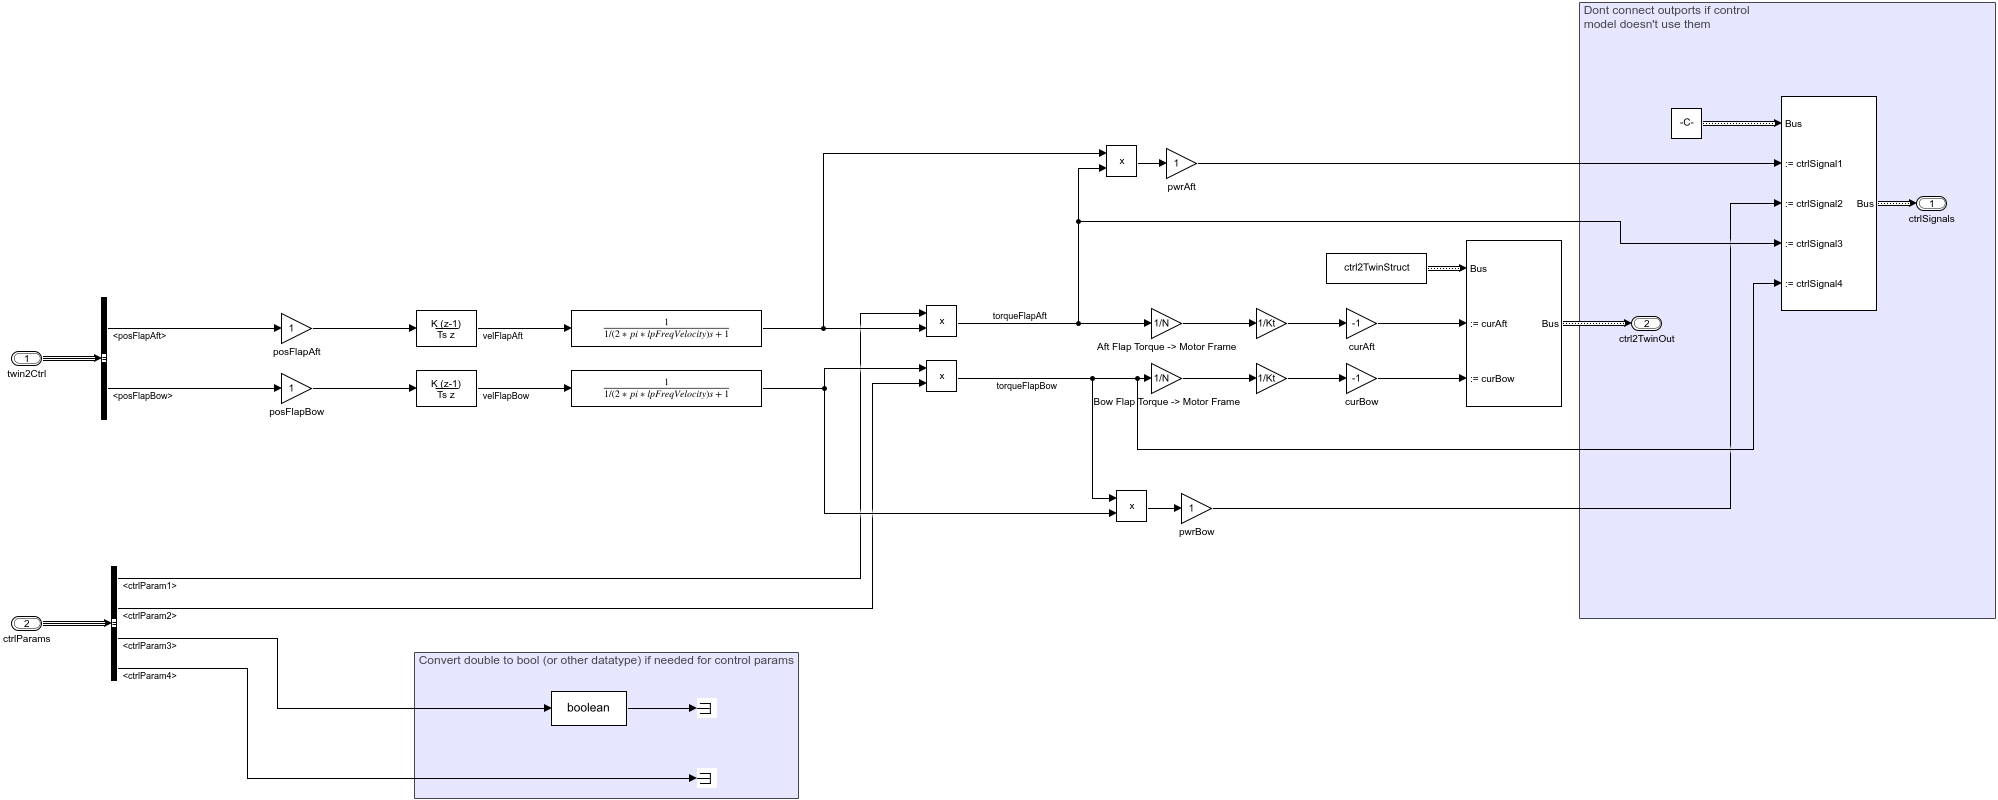 Dont connect outports if control
model doesn't use them
-C-
Bus
:= ctrlSignal1
:= ctrlSignal2
:= ctrlSignal3
:= ctrlSignal4
Bus
1
ctrlSignals
x
1
pwrAft
ctrl2TwinStruct
Bus
:= curAft
:= curBow
Bus
2
ctrl2TwinOut
1
twin2Ctrl
<posFlapAft>
<posFlapBow>
1
posFlapAft
K (z-1)
Ts z
velFlapAft
1
1/(2 * pi * lpFreqVelocity)s + 1
x
torqueFlapAft
1/N
Aft Flap Torque -> Motor Frame
1/Kt
-1
curAft
1
posFlapBow
K (z-1)
Ts z
velFlapBow
1
1/(2 * pi * lpFreqVelocity)s + 1
x
torqueFlapBow
1/N
Bow Flap Torque -> Motor Frame
1/Kt
-1
curBow
x
1
pwrBow
2
ctrlParams
<ctrlParam1>
<ctrlParam2>
<ctrlParam3>
<ctrlParam4>
Convert double to bool (or other datatype) if needed for control params
boolean